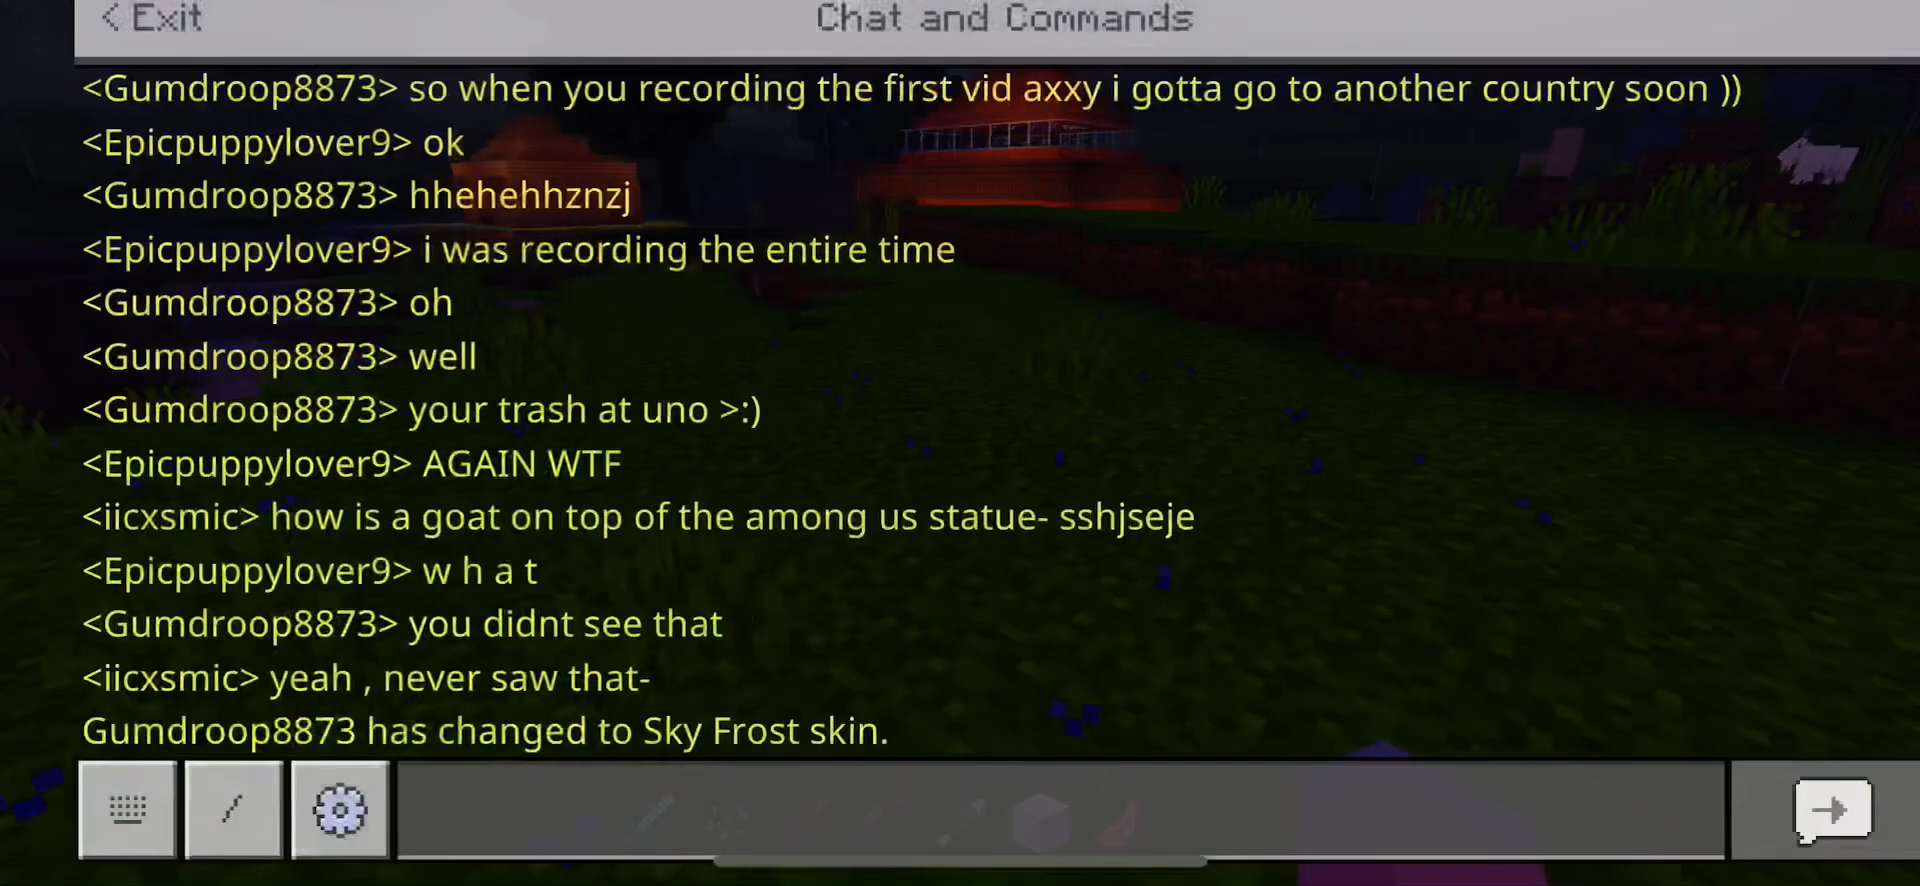 < Exit
Chat and Commands
<Gumdroop8873> so when you recording the first vid axxy i gotta go to another country soon ))
<Epicpuppylover9> ok
<Gumdroop8873> hhehehhznzj
<Epicpuppylover9> i was recording the entire time
<Gumdroop8873> oh
<Gumdroop8873> well
<Gumdroop8873> your trash at uno >:)
<Epicpuppylover9> AGAIN WTF
<iicxsmic> how is a goat on top of the among us statue- sshjseje
<Epicpuppylover9> w h a t
<Gumdroop8873> you didnt see that
<iicxsmic> yeah , never saw that-
Gumdroop8873 has changed to Sky Frost skin.
/